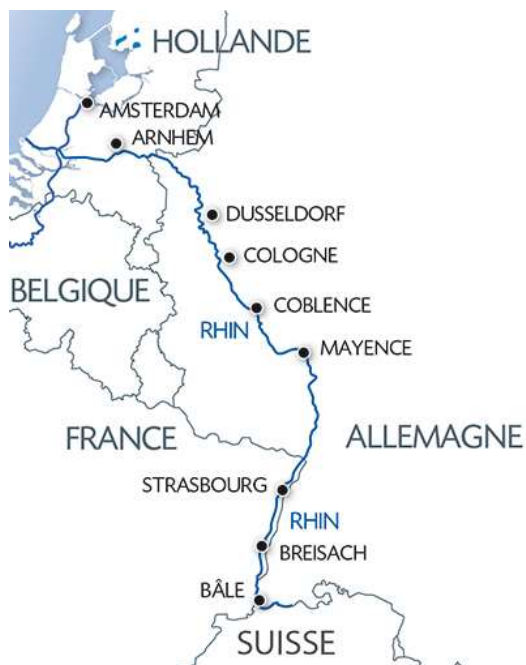 HOLLANDE
AMSTERDAM
ARNHEM
DUSSELDORF
COLOGNE
BELGIQUE
COBLENCE
RHIN
MAYENCE
FRANCE
ALLEMAGNE
STRASBOURG
RHIN
BREISACH
BÂLE
SUISSE